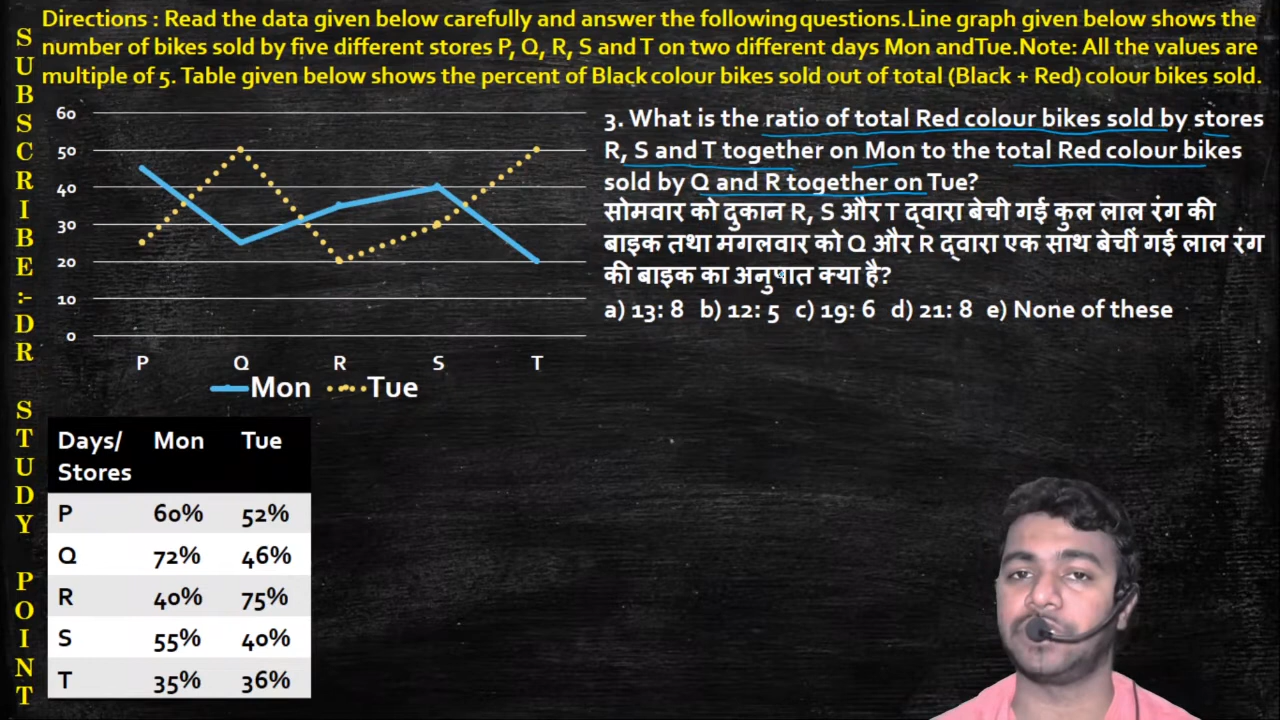 Directions : Read the data given below carefully and answer the following questions.Line graph given below shows the
number of bikes sold by five different stores P, Q, R, S and T on two different days Mon andTue.Note: All the values are
multiple of 5. Table given below shows the percent of Black colour bikes sold out of total (Black + Red) colour bikes sold.
S
U
B
S
C
R
I
B
E
:-
D
R
S
T
U
D
Y
P
O
I
N
T
60
50
40
30
20
10
0
P Q R S T
Mon Tue
3. What is the ratio of total Red colour bikes sold by stores
R, S and T together on Mon to the total Red colour bikes
sold by Q and R together on Tue?
सोमवार को दुकान R, S और T द्वारा बेची गई कुल लाल रंग की
बाइक तथा मगलवार को Q और R द्वारा एक साथ बेचीं गई लाल रंग
की बाइक का अनुपात क्या है?
a) 13: 8 b) 12: 5 c) 19: 6 d) 21: 8 e) None of these
Days/ Mon Tue
Stores
P 60% 52%
Q 72% 46%
R 40% 75%
S 55% 40%
T 35% 36%